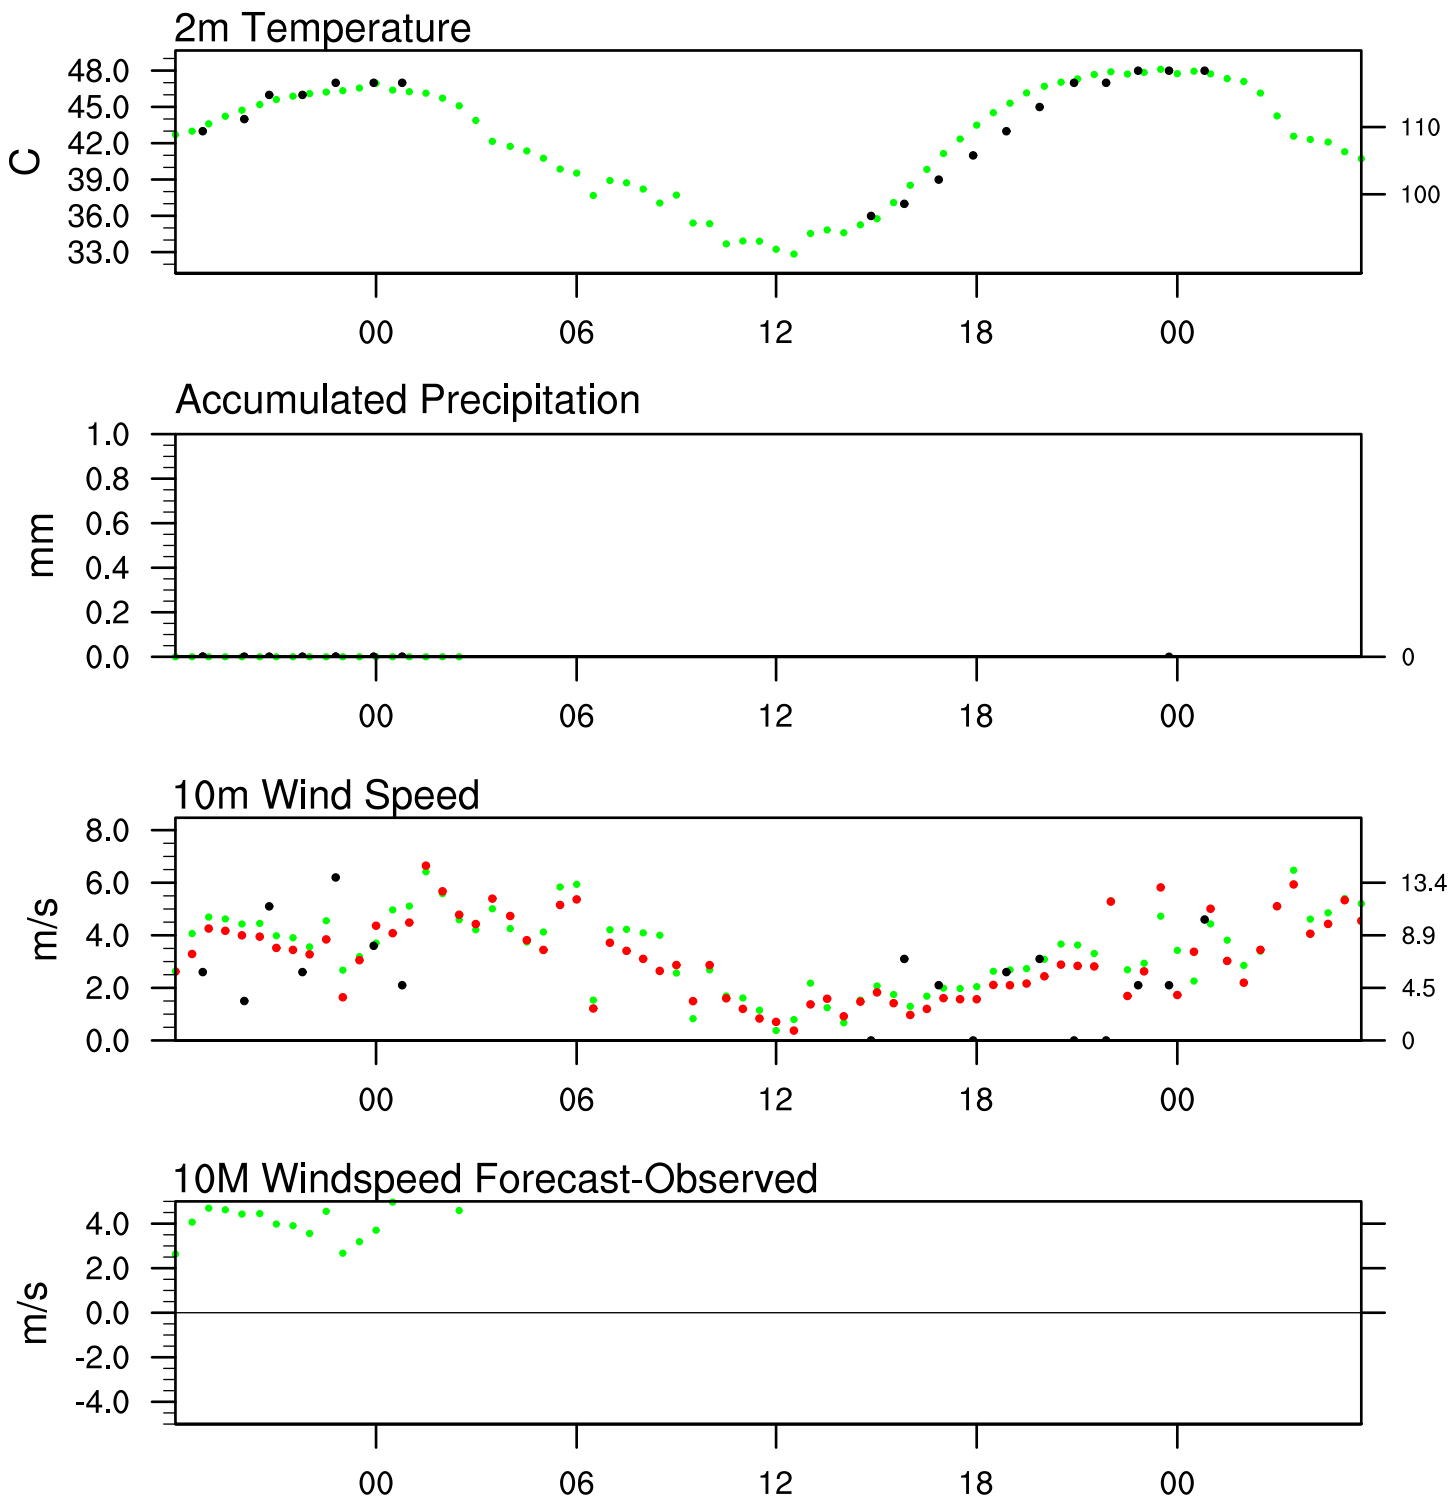 2m Temperature
48.0
45.0
42.0
39.0
36.0
33.0
C
110
100
00 06 12 18 00
Accumulated Precipitation
1.0
0.8
0.6
0.4
0.2
0.0
mm
0
00 06 12 18 00
10m Wind Speed
8.0
6.0
4.0
2.0
0.0
m/s
13.4
8.9
4.5
0
00 06 12 18 00
10M Windspeed Forecast-Observed
4.0
2.0
0.0
-2.0
-4.0
m/s
00 06 12 18 00